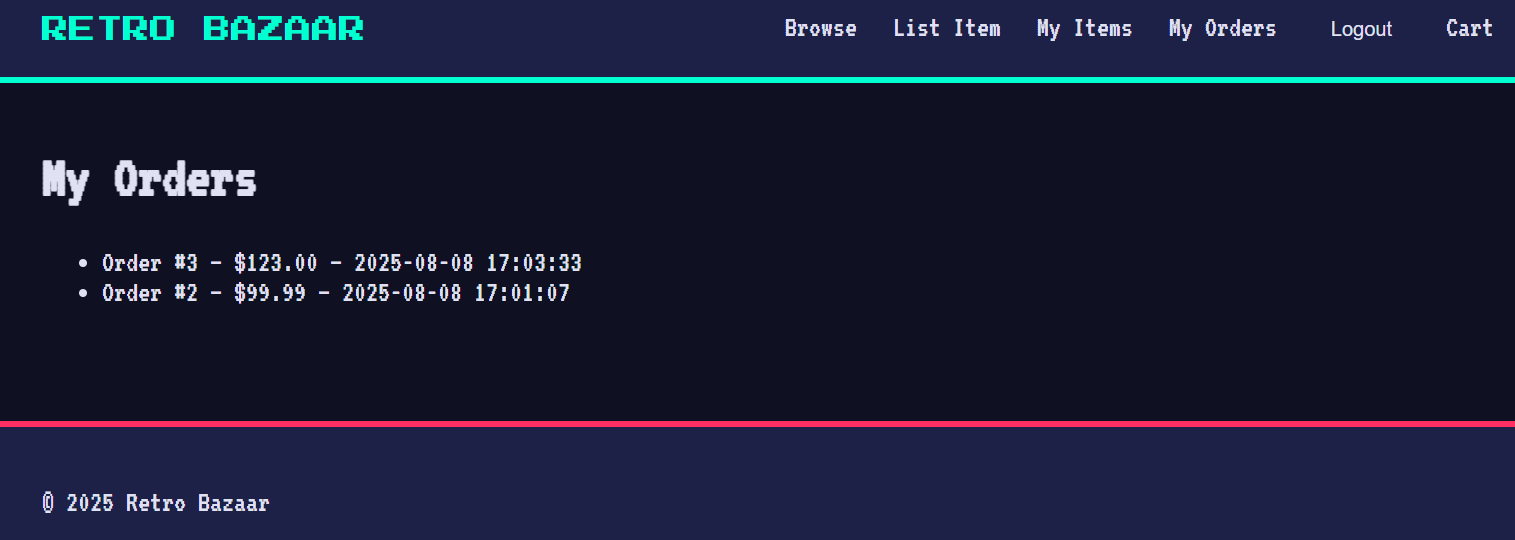 RETRO BAZAAR Browse List Item My Items My Orders Logout Cart
My Orders
• Order #3 - $123.00 - 2025-08-08 17:03:33
• Order #2 - $99.99 - 2025-08-08 17:01:07
© 2025 Retro Bazaar